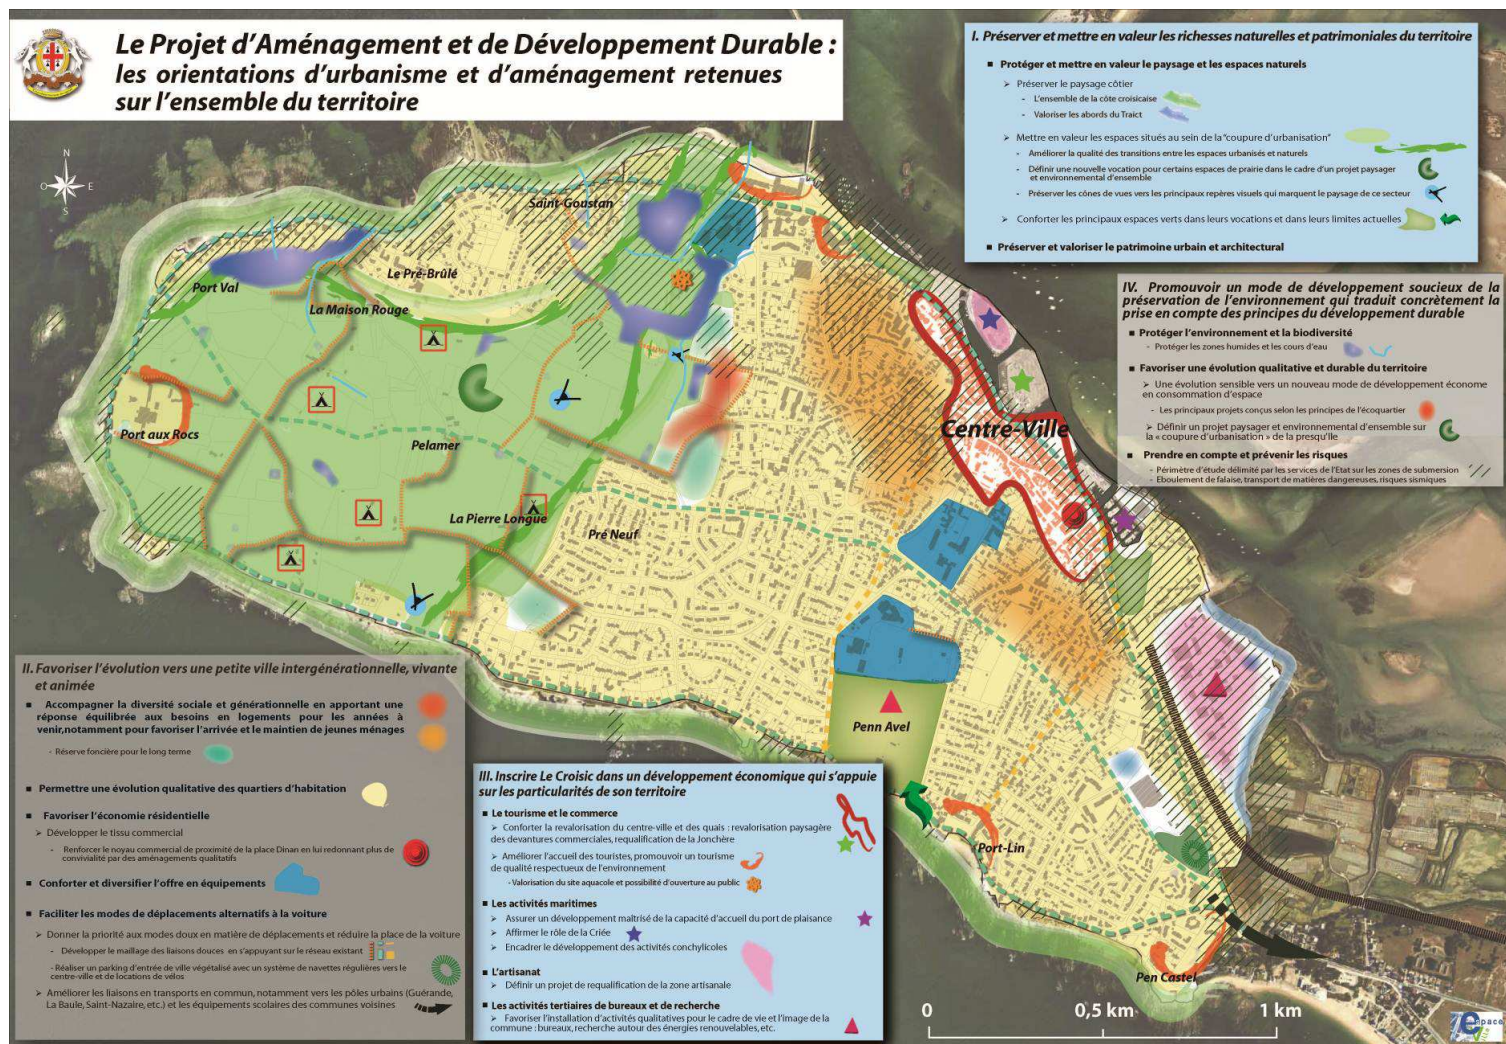 Le Projet d'Aménagement et de Développement Durable :
les orientations d'urbanisme et d'aménagement retenues
sur l'ensemble du territoire
I. Préserver et mettre en valeur les richesses naturelles et patrimoniales du territoire
■ Protéger et mettre en valeur le paysage et les espaces naturels
➢ Préserver le paysage côtier
- L'ensemble de la côte croisicaise
- Valoriser les abords du Traict
➢ Mettre en valeur les espaces situés au sein de la "coupure d'urbanisation"
- Améliorer la qualité des transitions entre les espaces urbanisés et naturels
- Définir une nouvelle vocation pour certains espaces de prairie dans le cadre d'un projet paysager
et environnemental d'ensemble
- Préserver les cônes de vues vers les principaux repères visuels qui marquent le paysage de ce secteur
➢ Conforter les principaux espaces verts dans leurs vocations et dans leurs limites actuelles
■ Préserver et valoriser le patrimoine urbain et architectural
IV. Promouvoir un mode de développement soucieux de la
préservation de l'environnement qui traduit concrètement la
prise en compte des principes du développement durable
■ Protéger l'environnement et la biodiversité
- Protéger les zones humides et les cours d'eau
■ Favoriser une évolution qualitative et durable du territoire
➢ Une évolution sensible vers un nouveau mode de développement économe
en consommation d'espace
- Les principaux projets conçus selon les principes de l'écoquartier
➢ Définir un projet paysager et environnemental d'ensemble sur
la « coupure d'urbanisation » de la presqu'île
■ Prendre en compte et prévenir les risques
- Périmètre d'étude délimité par les services de l'Etat sur les zones de submersion
- Eboulement de falaise, transport de matières dangereuses, risques sismiques
N
O
E
S
Saint-Goustan
Le Pré-Brûlé
Port Val
La Maison Rouge
Port aux Rocs
Pelamer
Centre-Ville
La Pierre Longue
Pré Neuf
Penn Avel
Port-Lin
Pen Castel
II. Favoriser l'évolution vers une petite ville intergénérationnelle, vivante
et animée
■ Accompagner la diversité sociale et générationnelle en apportant une
réponse équilibrée aux besoins en logements pour les années à
venir,notamment pour favoriser l'arrivée et le maintien de jeunes ménages
- Réserve foncière pour le long terme
■ Permettre une évolution qualitative des quartiers d'habitation
■ Favoriser l'économie résidentielle
➢ Développer le tissu commercial
- Renforcer le noyau commercial de proximité de la place Dinan en lui redonnant plus de
convivialité par des aménagements qualitatifs
■ Conforter et diversifier l'offre en équipements
■ Faciliter les modes de déplacements alternatifs à la voiture
➢ Donner la priorité aux modes doux en matière de déplacements et réduire la place de la voiture
- Développer le maillage des liaisons douces en s'appuyant sur le réseau existant
- Réaliser un parking d'entrée de ville végétalisé avec un système de navettes régulières vers le
centre-ville et de locations de vélos
➢ Améliorer les liaisons en transports en commun, notamment vers les pôles urbains (Guérande,
La Baule, Saint-Nazaire, etc.) et les équipements scolaires des communes voisines
III. Inscrire Le Croisic dans un développement économique qui s'appuie
sur les particularités de son territoire
■ Le tourisme et le commerce
➢ Conforter la revalorisation du centre-ville et des quais : revalorisation paysagère
des devantures commerciales, requalification de la Jonchère
➢ Améliorer l'accueil des touristes, promouvoir un tourisme
de qualité respectueux de l'environnement
- Valorisation du site aquacole et possibilité d'ouverture au public
■ Les activités maritimes
➢ Assurer un développement maîtrisé de la capacité d'accueil du port de plaisance
➢ Affirmer le rôle de la Criée
➢ Encadrer le développement des activités conchylicoles
■ L'artisanat
➢ Définir un projet de requalification de la zone artisanale
■ Les activités tertiaires de bureaux et de recherche
➢ Favoriser l'installation d'activités qualitatives pour le cadre de vie et l'image de la
commune : bureaux, recherche autour des énergies renouvelables, etc.
0 0,5 km 1 km